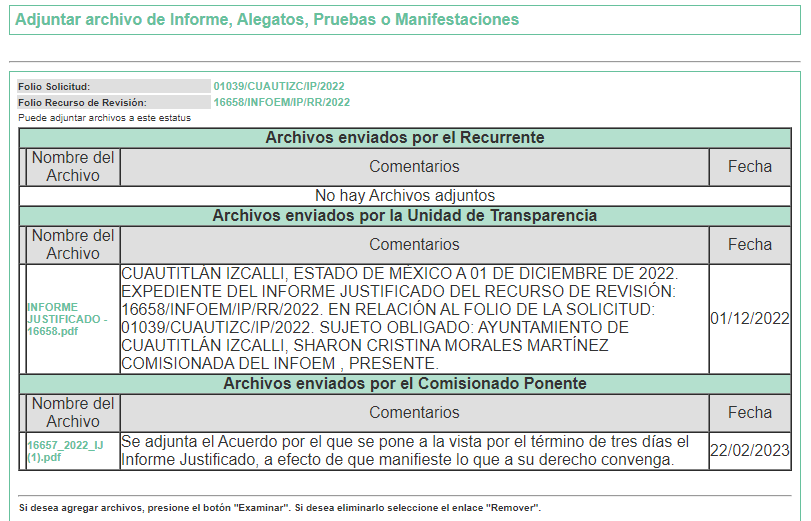 Adjuntar archivo de Informe, Alegatos, Pruebas o Manifestaciones
Folio Solicitud: 01039/CUAUTIZC/IP/2022
Folio Recurso de Revisión: 16658/INFOEM/IP/RR/2022
Puede adjuntar archivos a este estatus
Archivos enviados por el Recurrente
Nombre del Archivo Comentarios Fecha
No hay Archivos adjuntos
Archivos enviados por la Unidad de Transparencia
Nombre del Archivo Comentarios Fecha
INFORME
JUSTIFICADO -
16658.pdf
CUAUTITLÁN IZCALLI, ESTADO DE MÉXICO A 01 DE DICIEMBRE DE 2022.
EXPEDIENTE DEL INFORME JUSTIFICADO DEL RECURSO DE REVISIÓN:
16658/INFOEM/IP/RR/2022. EN RELACIÓN AL FOLIO DE LA SOLICITUD:
01039/CUAUTIZC/IP/2022. SUJETO OBLIGADO: AYUNTAMIENTO DE
CUAUTITLÁN IZCALLI, SHARON CRISTINA MORALES MARTÍNEZ
COMISIONADA DEL INFOEM , PRESENTE.
01/12/2022
Archivos enviados por el Comisionado Ponente
Nombre del Archivo Comentarios Fecha
16657_2022_IJ
(1).pdf
Se adjunta el Acuerdo por el que se pone a la vista por el término de tres días el
Informe Justificado, a efecto de que manifieste lo que a su derecho convenga.
22/02/2023
Si desea agregar archivos, presione el botón "Examinar". Si desea eliminarlo seleccione el enlace "Remover".